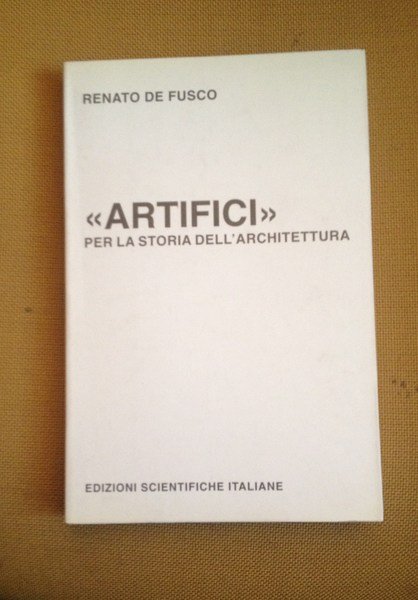 RENATO DE FUSCO
«ARTIFICI»
PER LA STORIA DELL'ARCHITETTURA
EDIZIONI SCIENTIFICHE ITALIANE